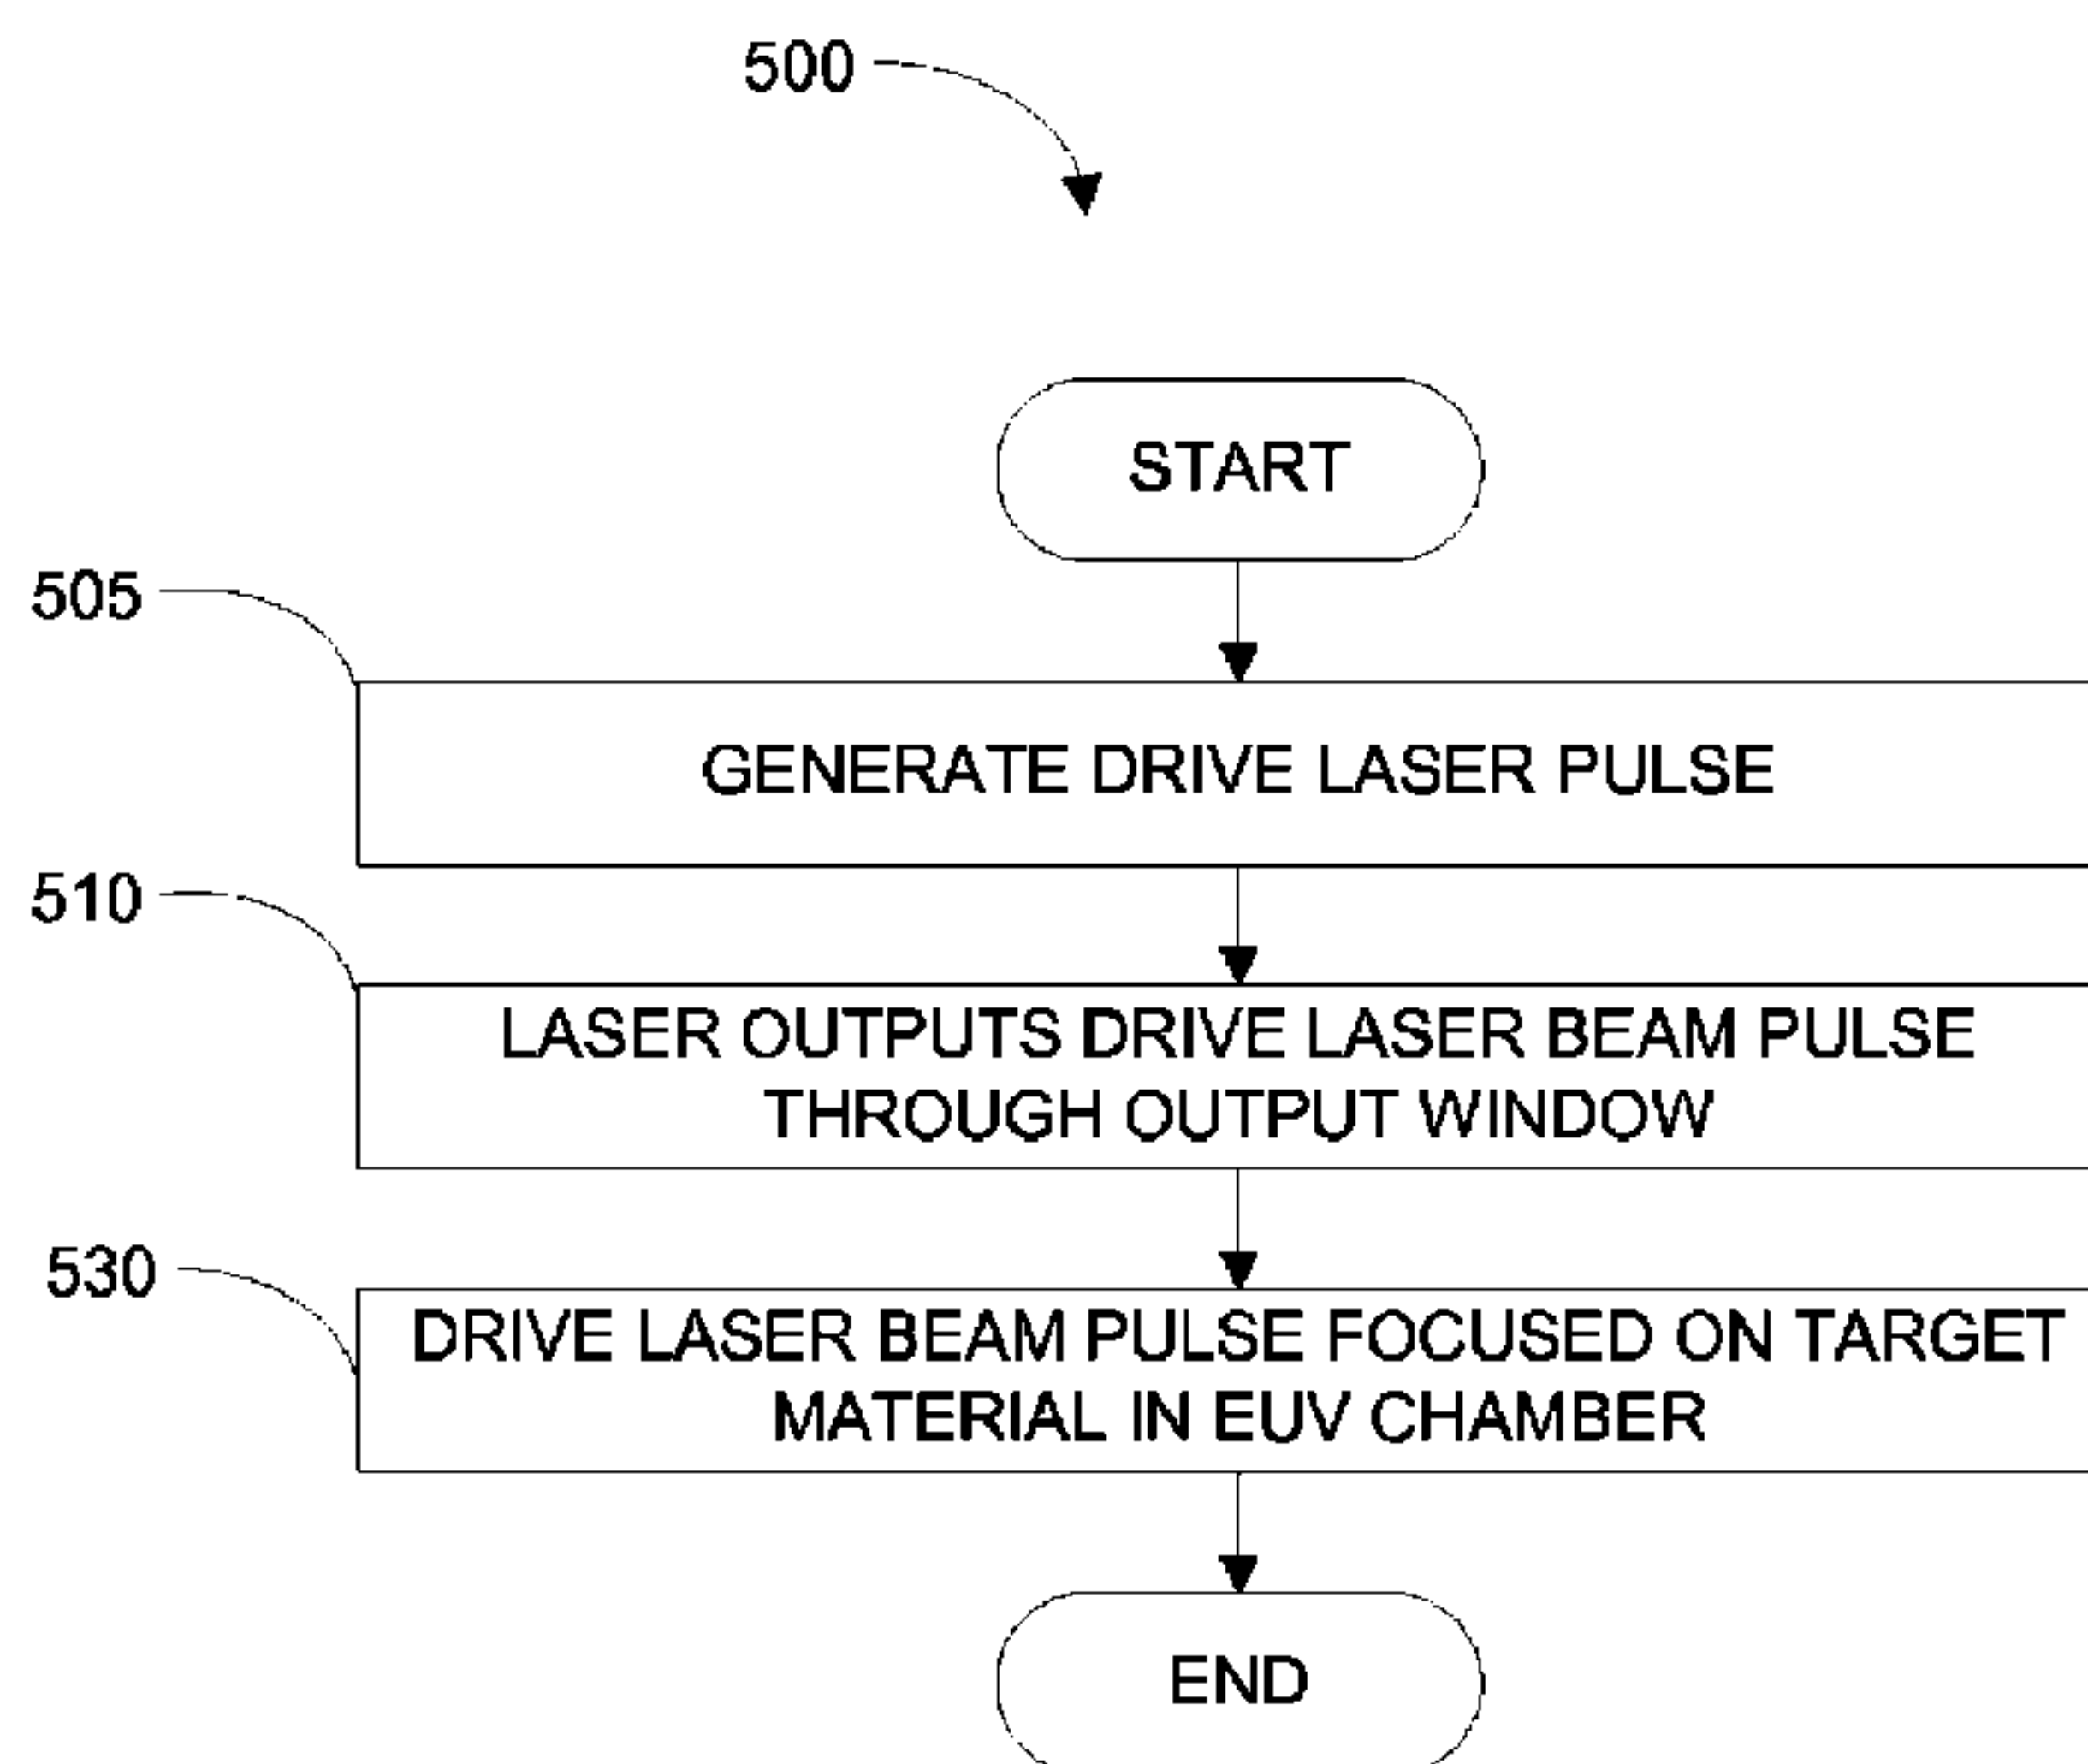 500
START
505
GENERATE DRIVE LASER PULSE
510
LASER OUTPUTS DRIVE LASER BEAM PULSE
THROUGH OUTPUT WINDOW
530
DRIVE LASER BEAM PULSE FOCUSED ON TARGET
MATERIAL IN EUV CHAMBER
END